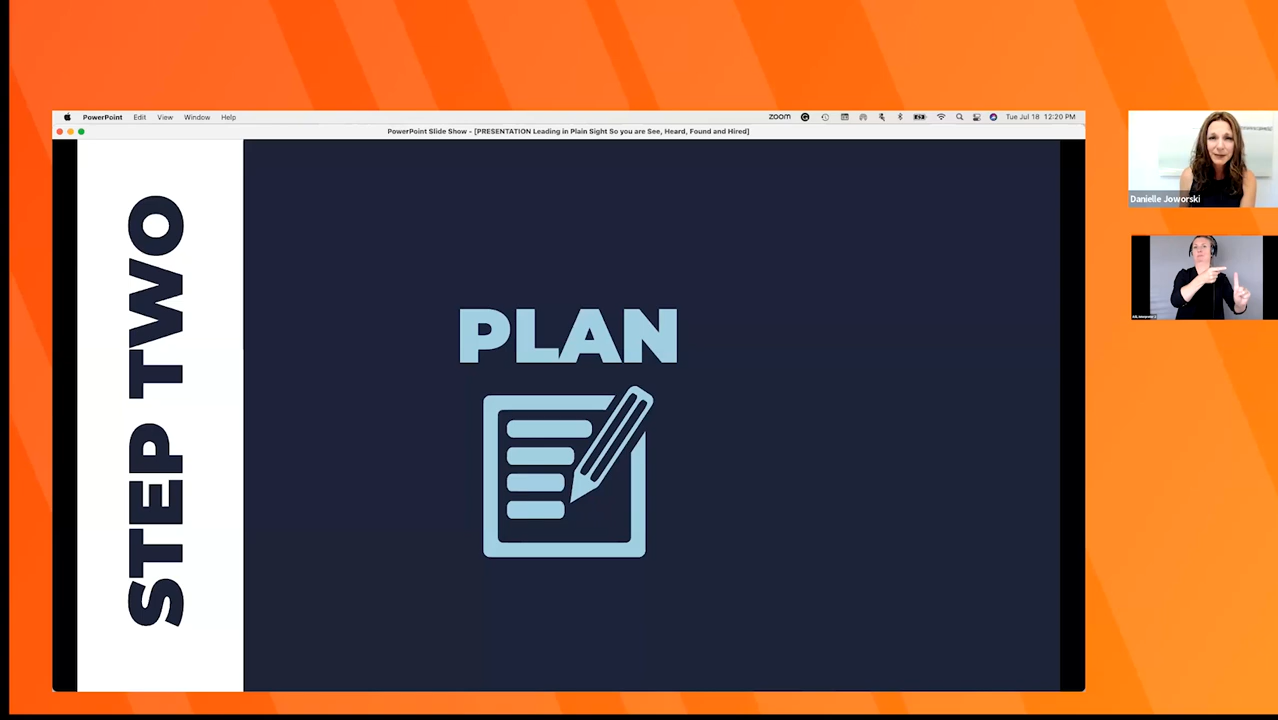 PowerPoint Edit View Window Help zoom Tue Jul 18 12:20 PM
PowerPoint Slide Show - [PRESENTATION Leading in Plain Sight So you are See, Heard, Found and Hired]
STEP TWO
PLAN
Danielle Joworski